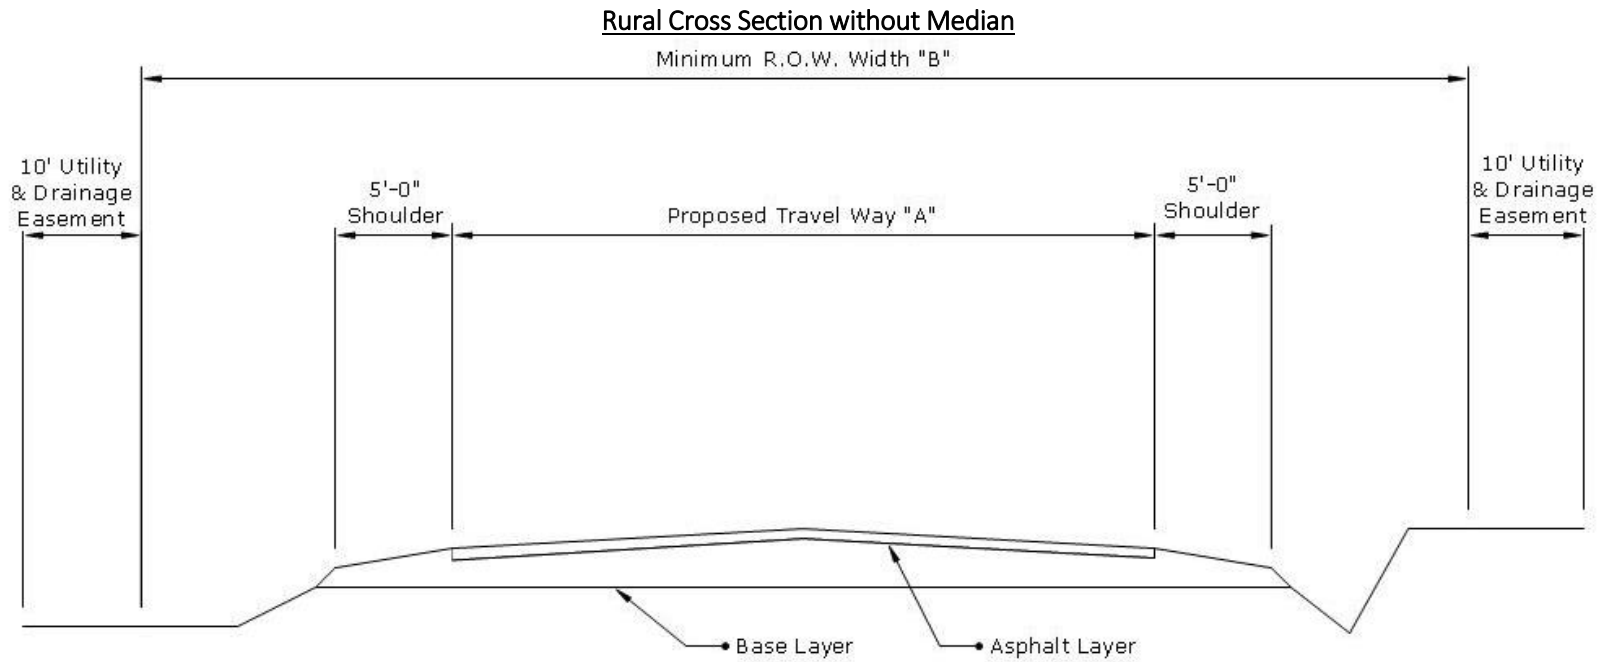 Rural Cross Section without Median
Minimum R.O.W. Width "B"
10' Utility
& Drainage
Easement
5'-0"
Shoulder
Proposed Travel Way "A"
5'-0"
Shoulder
10' Utility
& Drainage
Easement
Base Layer
Asphalt Layer